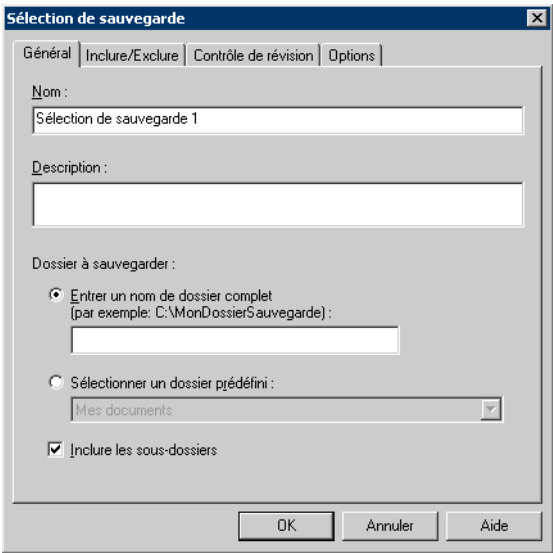 Sélection de sauvegarde
Général Inclure/Exclure Contrôle de révision Options
Nom :
Sélection de sauvegarde 1
Description :
Dossier à sauvegarder :
Entrer un nom de dossier complet
(par exemple: C:\MonDossierSauvegarde) :
Sélectionner un dossier prédéfini :
Mes documents
Inclure les sous-dossiers
OK Annuler Aide